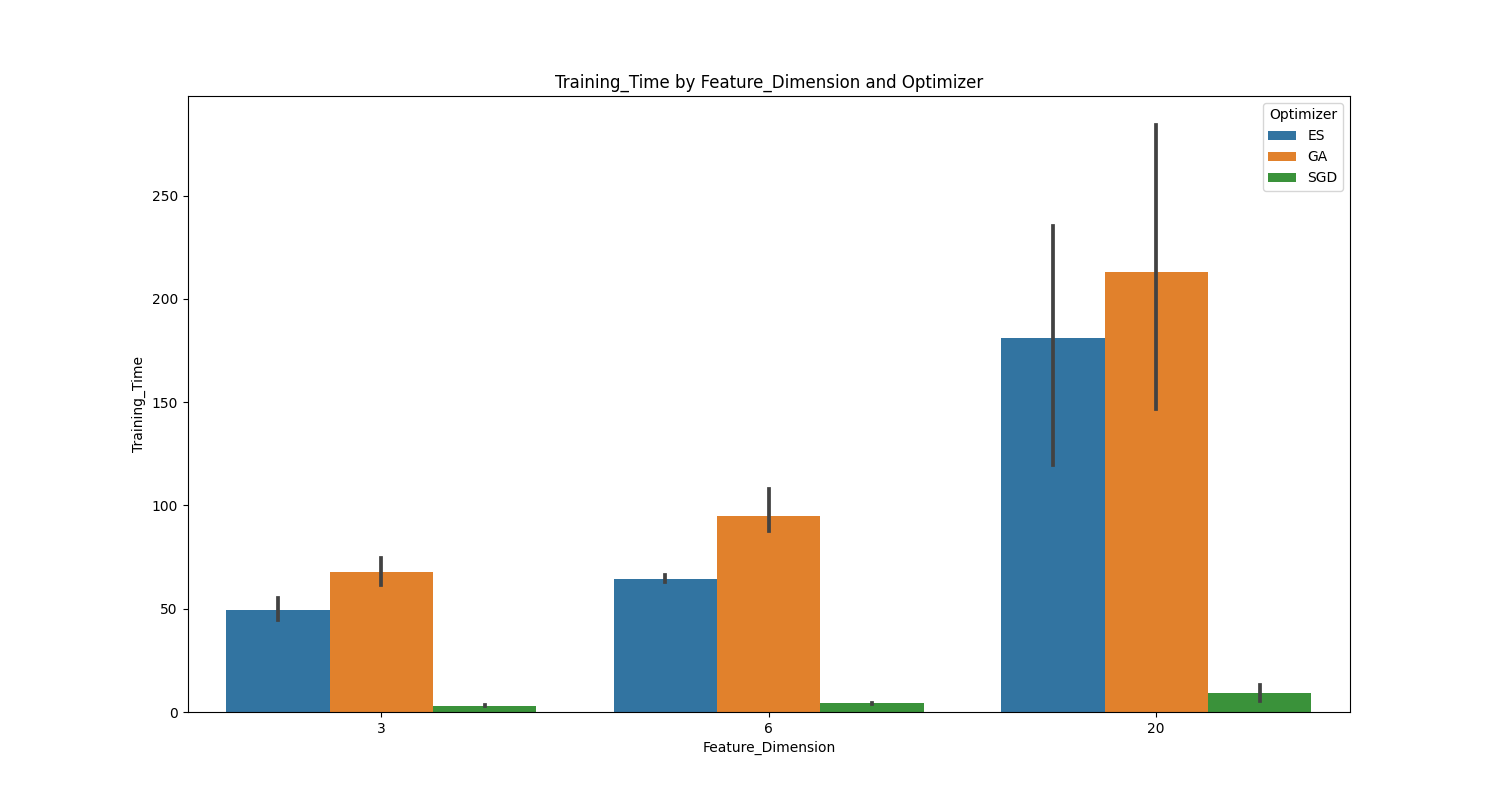 Training_Time by Feature_Dimension and Optimizer
Optimizer
ES
GA
SGD
Training_Time
250
200
150
100
50
0
3
6
20
Feature_Dimension